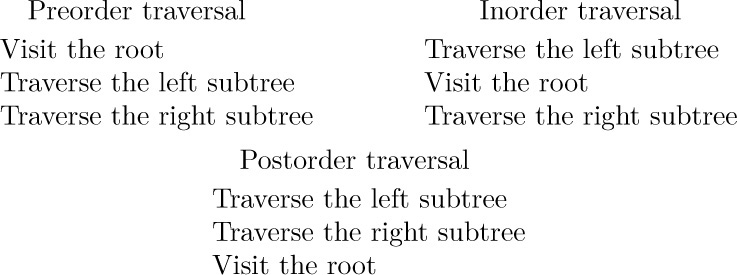 Preorder traversal
Visit the root
Traverse the left subtree
Traverse the right subtree
Inorder traversal
Traverse the left subtree
Visit the root
Traverse the right subtree
Postorder traversal
Traverse the left subtree
Traverse the right subtree
Visit the root